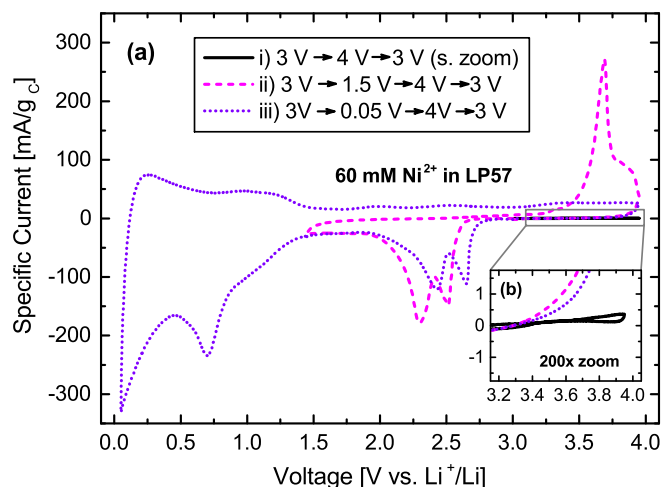 (a)
i) 3 V → 4 V → 3 V (s. zoom)
ii) 3 V → 1.5 V → 4 V → 3 V
iii) 3V → 0.05 V → 4V → 3 V
60 mM Ni2+ in LP57
Specific Current [mA/gC]
300
200
100
0
-100
-200
-300
(b)
1
0
-1
200x zoom
3.2 3.4 3.6 3.8 4.0
0.0 0.5 1.0 1.5 2.0 2.5 3.0 3.5 4.0
Voltage [V vs. Li+/Li]